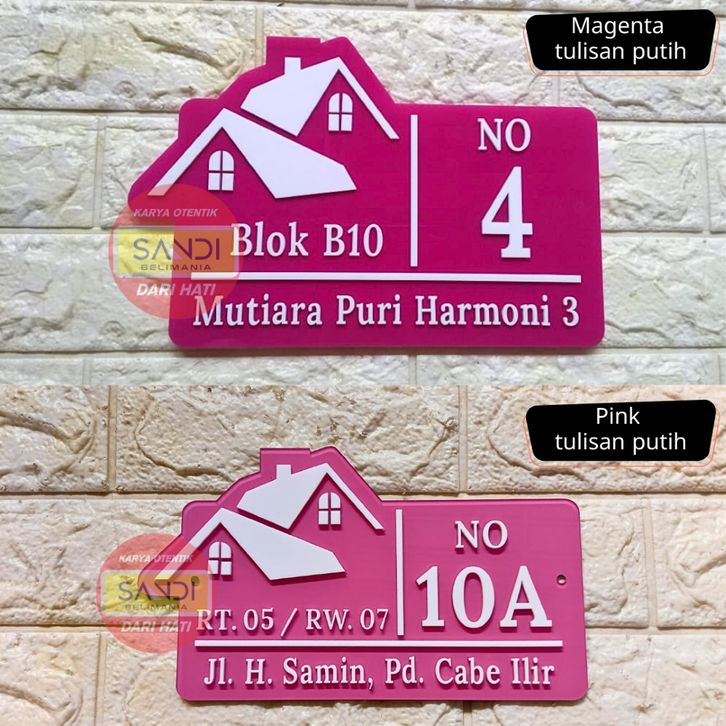 Magenta
tulisan putih
NO
4
KARYA OTENTIK
SANDI
BELIMANIA
DARI HATI
Blok B10
Mutiara Puri Harmoni 3
Pink
tulisan putih
NO
10A
KARYA OTENTIK
SANDI
BELIMANIA
DARI HATI
RT. 05 / RW. 07
Jl. H. Samin, Pd. Cabe Ilir